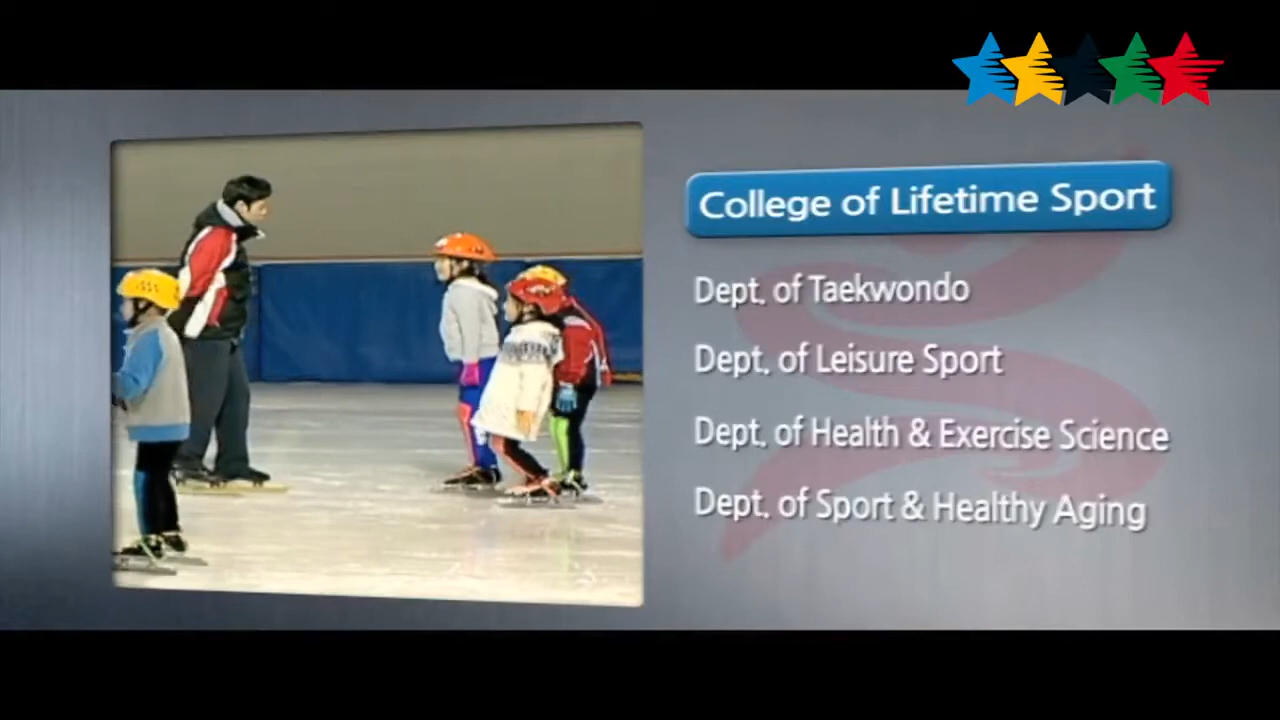 College of Lifetime Sport
Dept. of Taekwondo
Dept. of Leisure Sport
Dept. of Health & Exercise Science
Dept. of Sport & Healthy Aging